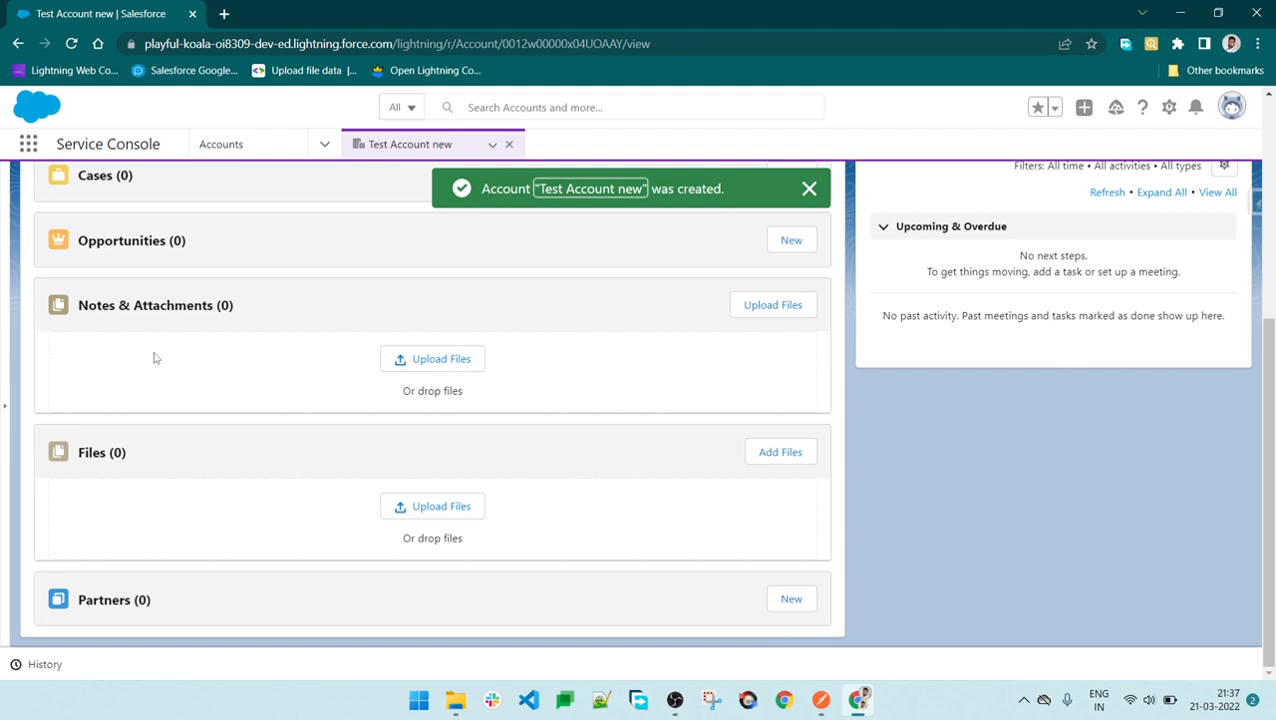 Test Account new | Salesforce
playful-koala-oi8309-dev-ed.lightning.force.com/lightning/r/Account/0012w00000x04UOAAY/view
Lightning Web Co...
Salesforce Google...
Upload file data |...
Open Lightning Co...
Other bookmarks
All
Search Accounts and more...
Service Console
Accounts
Test Account new
Cases (0)
Account "Test Account new" was created.
Filters: All time • All activities • All types
Refresh • Expand All • View All
Opportunities (0)
New
Upcoming & Overdue
No next steps.
To get things moving, add a task or set up a meeting.
Notes & Attachments (0)
Upload Files
No past activity. Past meetings and tasks marked as done show up here.
Upload Files
Or drop files
Files (0)
Add Files
Upload Files
Or drop files
Partners (0)
New
History
ENG
IN
21:37
21-03-2022
2